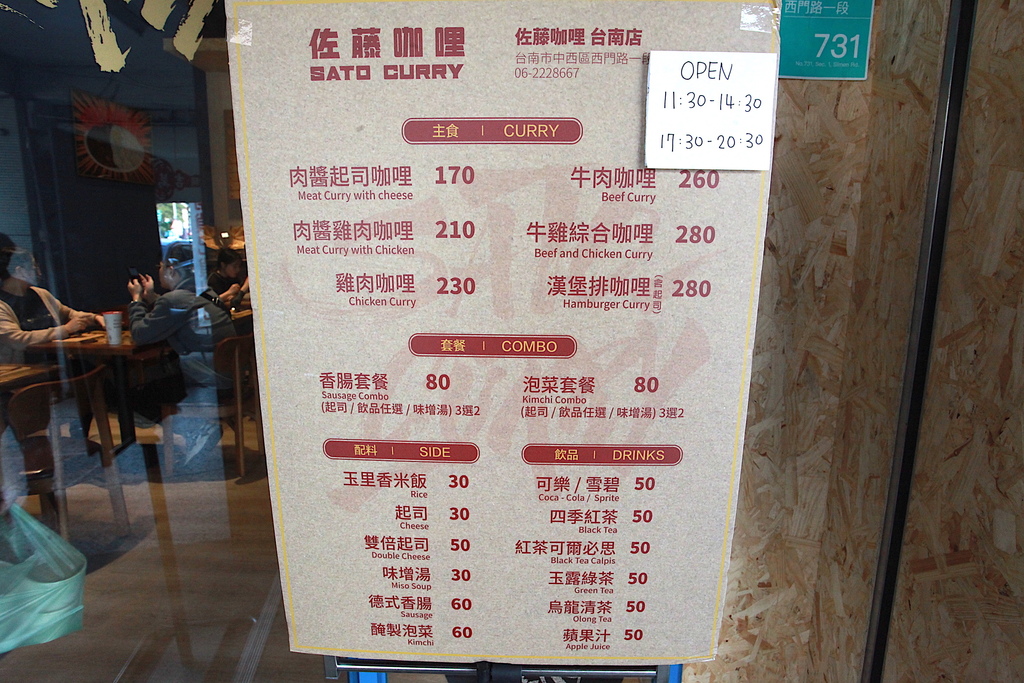 佐藤咖哩
SATO CURRY
佐藤咖哩 台南店
台南市中西區西門路一段
06-2228667
OPEN
11:30-14:30
17:30-20:30
西門路一段
731
主食 | CURRY
肉醬起司咖哩 170
Meat Curry with cheese
牛肉咖哩 260
Beef Curry
肉醬雞肉咖哩 210
Meat Curry with Chicken
牛雞綜合咖哩 280
Beef and Chicken Curry
雞肉咖哩 230
Chicken Curry
漢堡排咖哩(含起司) 280
Hamburger Curry
套餐 | COMBO
香腸套餐 80
Sausage Combo
(起司 / 飲品任選 / 味增湯) 3選2
泡菜套餐 80
Kimchi Combo
(起司 / 飲品任選 / 味增湯) 3選2
配料 | SIDE
玉里香米飯 30
Rice
起司 30
Cheese
雙倍起司 50
Double Cheese
味增湯 30
Miso Soup
德式香腸 60
Sausage
醃製泡菜 60
Kimchi
飲品 | DRINKS
可樂 / 雪碧 50
Coca - Cola / Sprite
四季紅茶 50
Black Tea
紅茶可爾必思 50
Black Tea Calpis
玉露綠茶 50
Green Tea
烏龍清茶 50
Olong Tea
蘋果汁 50
Apple Juice